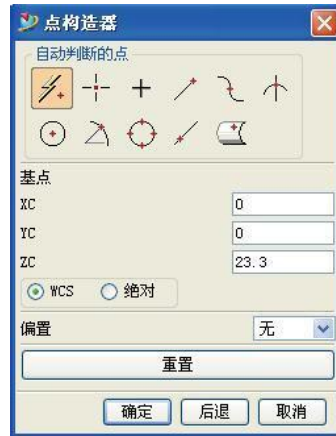 点构造器
自动判断的点
基点
XC 0
YC 0
ZC 23.3
WCS 绝对
偏置 无
重置
确定 后退 取消